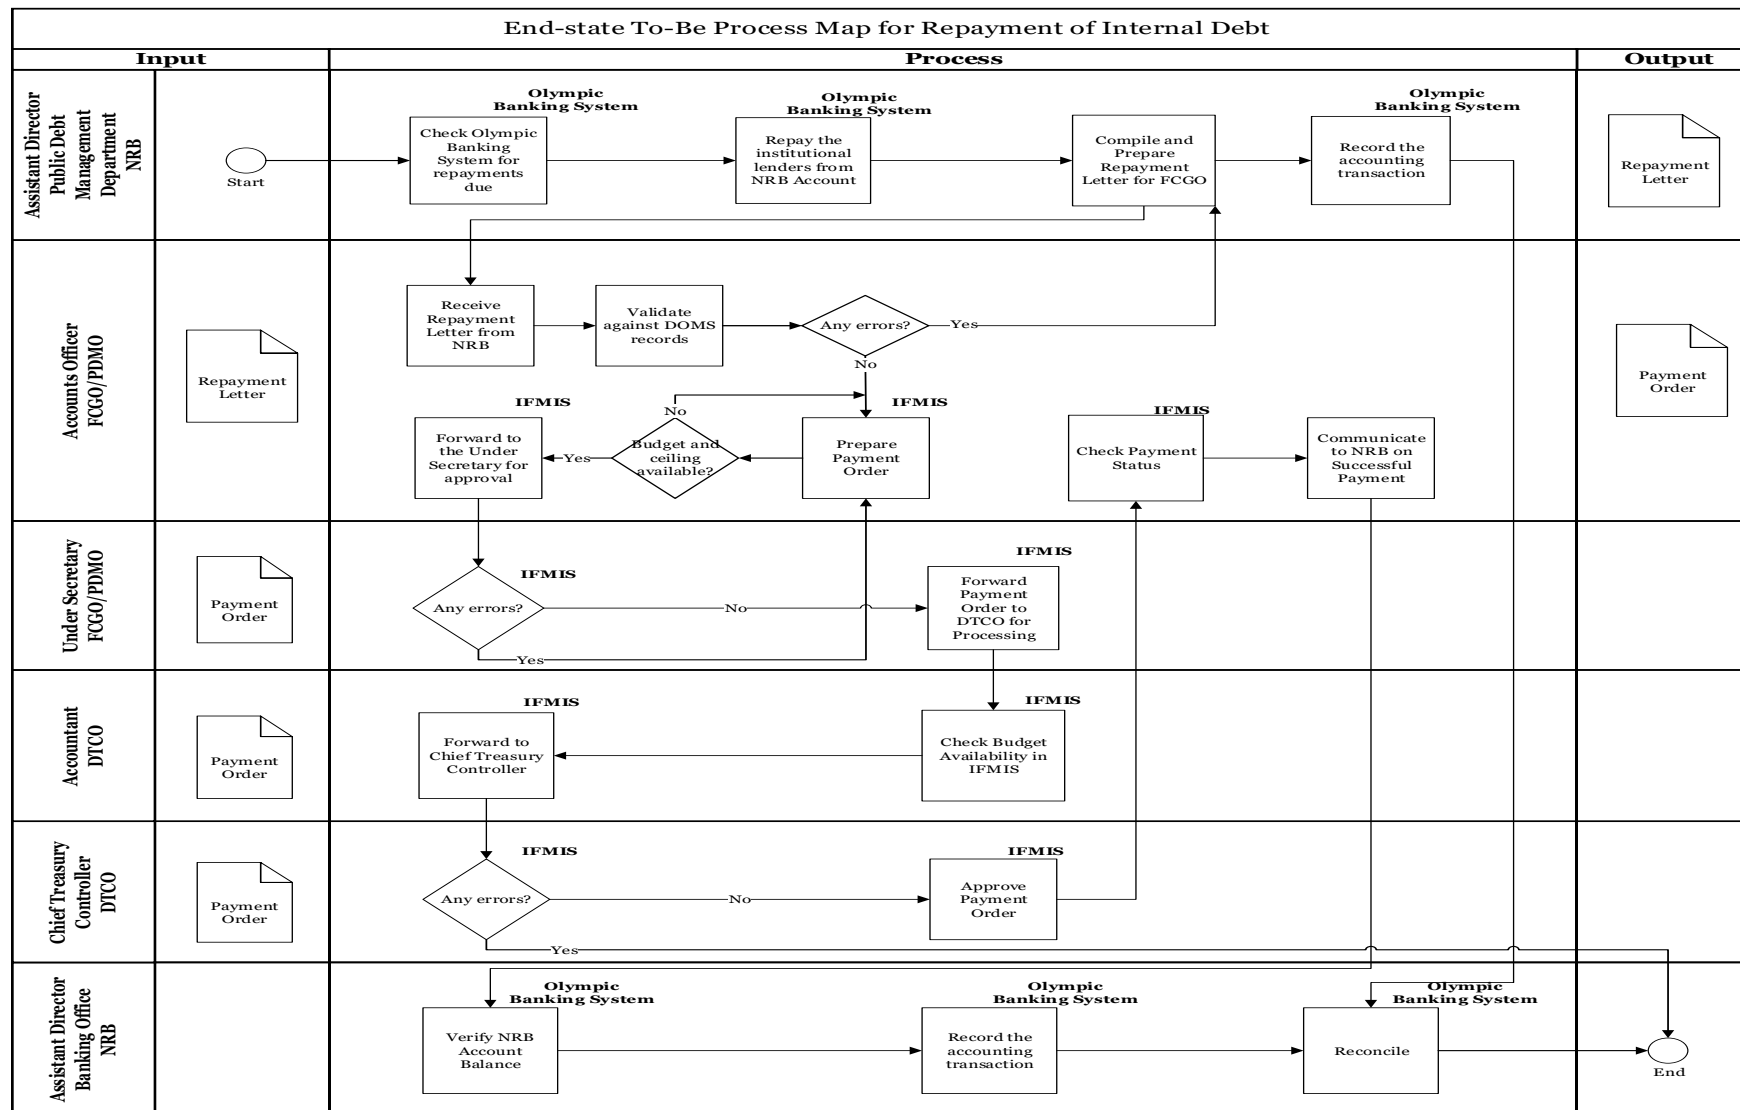 End-state To-Be Process Map for Repayment of Internal Debt
Input
Process
Output
Assistant Director
Public Debt
Management
Department
NRB
Start
Olympic
Banking System
Check Olympic
Banking
System for
repayments
due
Olympic
Banking System
Repay the
institutional
lenders from
NRB Account
Compile and
Prepare
Repayment
Letter for FCGO
Olympic
Banking System
Record the
accounting
transaction
Repayment
Letter
Accounts Officer
FCGO/PDMO
Repayment
Letter
Receive
Repayment
Letter from
NRB
Validate
against DOMS
records
Any errors?
Yes
No
IFMIS
Forward to
the Under
Secretary for
approval
Yes
No
Budget and
ceiling
available?
IFMIS
Prepare
Payment
Order
IFMIS
Check Payment
Status
Communicate
to NRB on
Successful
Payment
Payment
Order
Under Secretary
FCGO/PDMO
Payment
Order
IFMIS
Any errors?
No
Yes
IFMIS
Forward
Payment
Order to
DTCO for
Processing
Accountant
DTCO
Payment
Order
IFMIS
Forward to
Chief Treasury
Controller
IFMIS
Check Budget
Availability in
IFMIS
Chief Treasury
Controller
DTCO
Payment
Order
IFMIS
Any errors?
No
Yes
IFMIS
Approve
Payment
Order
Assistant Director
Banking Office
NRB
Olympic
Banking System
Verify NRB
Account
Balance
Olympic
Banking System
Record the
accounting
transaction
Olympic
Banking System
Reconcile
End